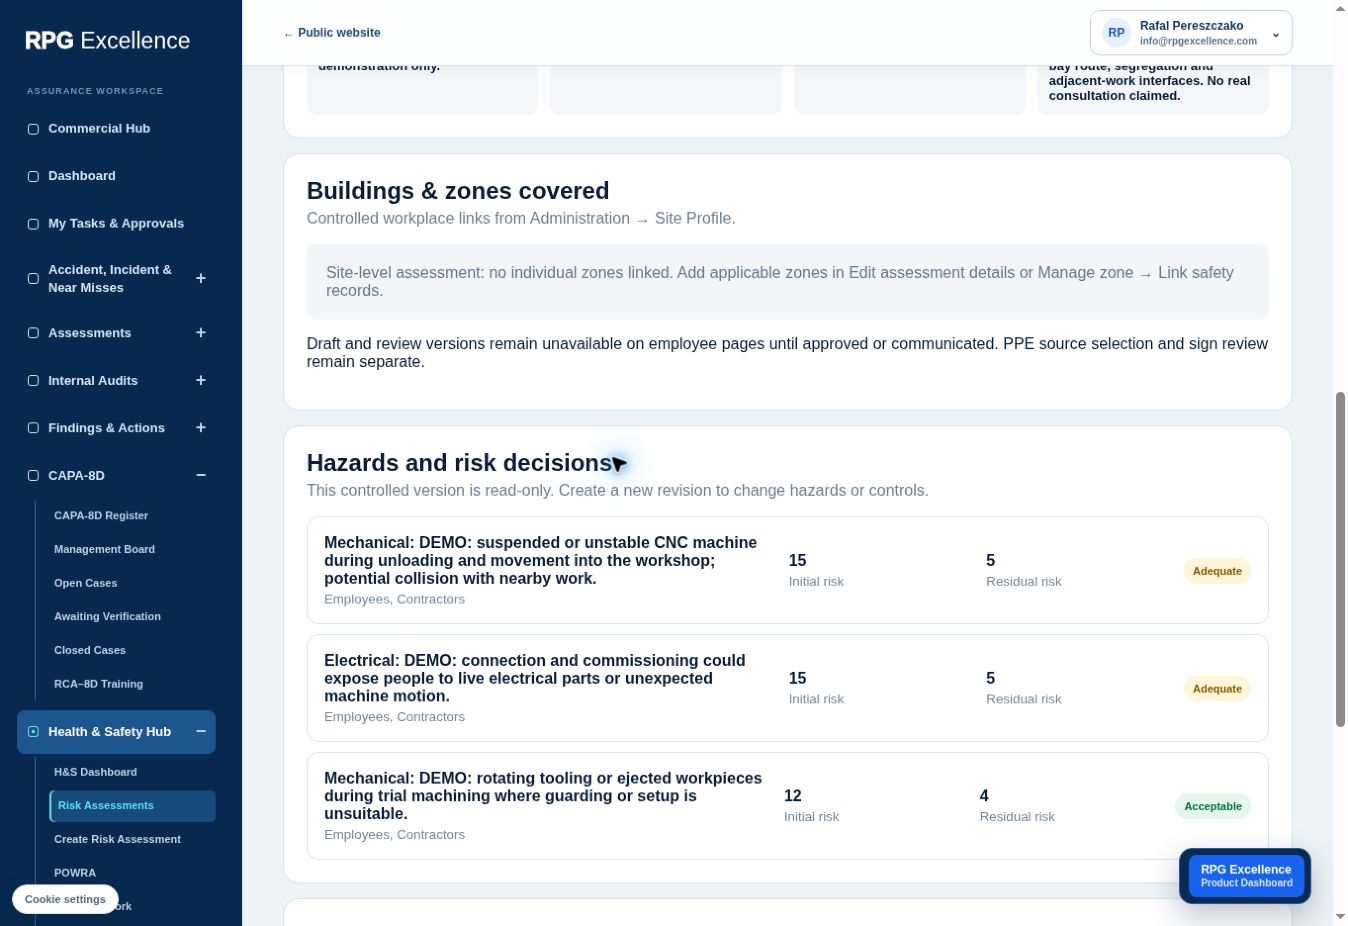 RPG Excellence
ASSURANCE WORKSPACE
Commercial Hub
Dashboard
My Tasks & Approvals
Accident, Incident &
Near Misses
+
Assessments
+
Internal Audits
+
Findings & Actions
+
CAPA-8D
−
CAPA-8D Register
Management Board
Open Cases
Awaiting Verification
Closed Cases
RCA–8D Training
Health & Safety Hub
−
H&S Dashboard
Risk Assessments
Create Risk Assessment
POWRA
Cookie settings
← Public website
RP
Rafal Pereszczako
info@rpgexcellence.com
demonstration only.
bay route, segregation and
adjacent-work interfaces. No real
consultation claimed.
Buildings & zones covered
Controlled workplace links from Administration → Site Profile.
Site-level assessment: no individual zones linked. Add applicable zones in Edit assessment details or Manage zone → Link safety
records.
Draft and review versions remain unavailable on employee pages until approved or communicated. PPE source selection and sign review
remain separate.
Hazards and risk decisions
This controlled version is read-only. Create a new revision to change hazards or controls.
Mechanical: DEMO: suspended or unstable CNC machine
during unloading and movement into the workshop;
potential collision with nearby work.
Employees, Contractors
15
Initial risk
5
Residual risk
Adequate
Electrical: DEMO: connection and commissioning could
expose people to live electrical parts or unexpected
machine motion.
Employees, Contractors
15
Initial risk
5
Residual risk
Adequate
Mechanical: DEMO: rotating tooling or ejected workpieces
during trial machining where guarding or setup is
unsuitable.
Employees, Contractors
12
Initial risk
4
Residual risk
Acceptable
RPG Excellence
Product Dashboard